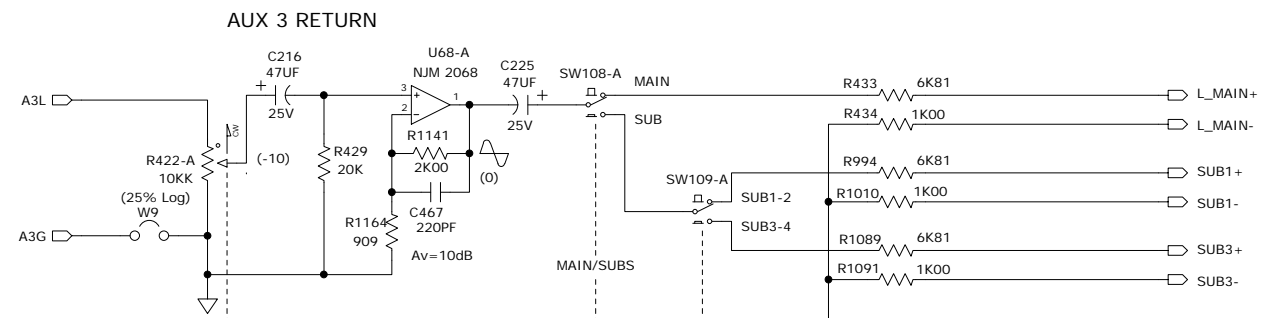 AUX 3 RETURN
C216
47UF
25V
U68-A
NJM 2068
3
+
2
-
1
C225
47UF
+
25V
SW108-A
MAIN
SUB
A3L
+
CW
R422-A
10KK
(25% Log)
W9
A3G
(-10)
R429
20K
R1141
2K00
(0)
C467
220PF
R1164
909
Av=10dB
SW109-A
SUB1-2
SUB3-4
MAIN/SUBS
R433 6K81 L_MAIN+
R434 1K00 L_MAIN-
R994 6K81 SUB1+
R1010 1K00 SUB1-
R1089 6K81 SUB3+
R1091 1K00 SUB3-